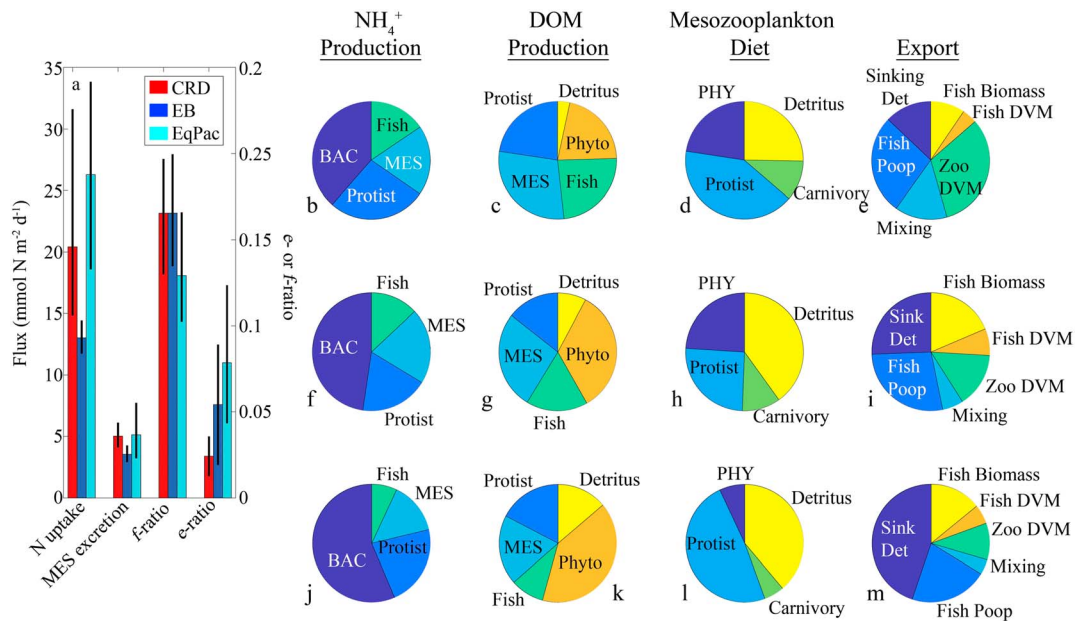 NH4+
Production
DOM
Production
Mesozooplankton
Diet
Export
35
30
25
20
15
10
5
0
Flux (mmol N m-2 d-1)
a
CRD
EB
EqPac
0.2
0.25
0.15
0.1
0.05
0
e- or f-ratio
N uptake
MES excretion
f-ratio
e-ratio
b
BAC
Fish
MES
Protist
c
Protist
Detritus
Phyto
MES
Fish
d
PHY
Detritus
Protist
Carnivory
e
Sinking
Det
Fish Biomass
Fish DVM
Fish
Poop
Zoo
DVM
Mixing
f
Fish
BAC
MES
Protist
g
Protist
Detritus
MES
Phyto
Fish
h
PHY
Detritus
Protist
Carnivory
i
Fish Biomass
Sink
Det
Fish DVM
Fish
Poop
Zoo DVM
Mixing
j
Fish
MES
Protist
BAC
k
Protist
Detritus
MES
Phyto
Fish
l
PHY
Detritus
Protist
Carnivory
m
Fish Biomass
Fish DVM
Sink
Det
Zoo DVM
Mixing
Fish Poop